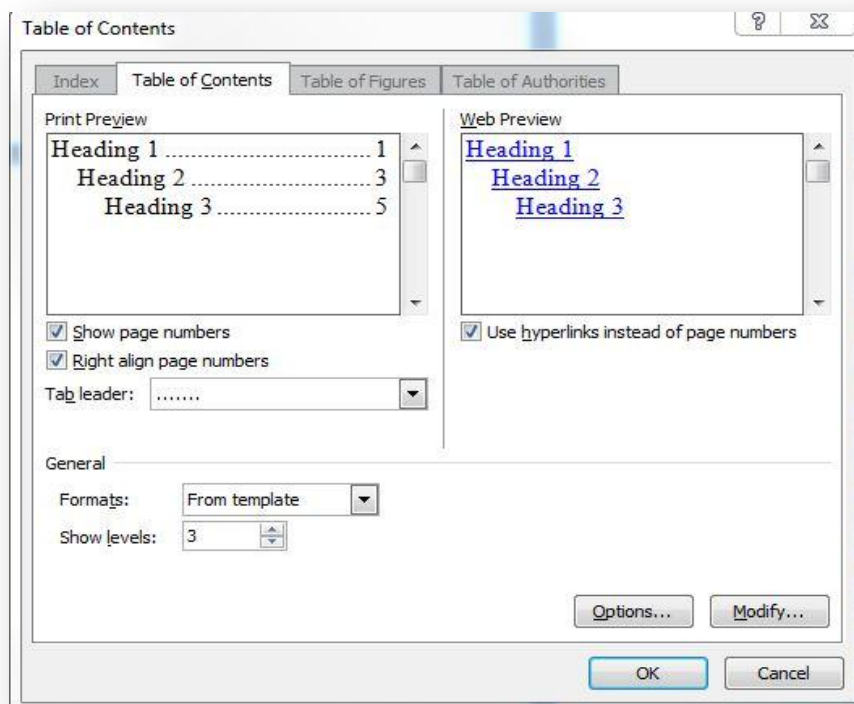 Table of Contents
Index
Table of Contents
Table of Figures
Table of Authorities
Print Preview
Heading 1 ................................... 1
Heading 2 .............................. 3
Heading 3 .......................... 5
Web Preview
Heading 1
Heading 2
Heading 3
Show page numbers
Right align page numbers
Tab leader: .......
Use hyperlinks instead of page numbers
General
Formats: From template
Show levels: 3
Options...
Modify...
OK
Cancel